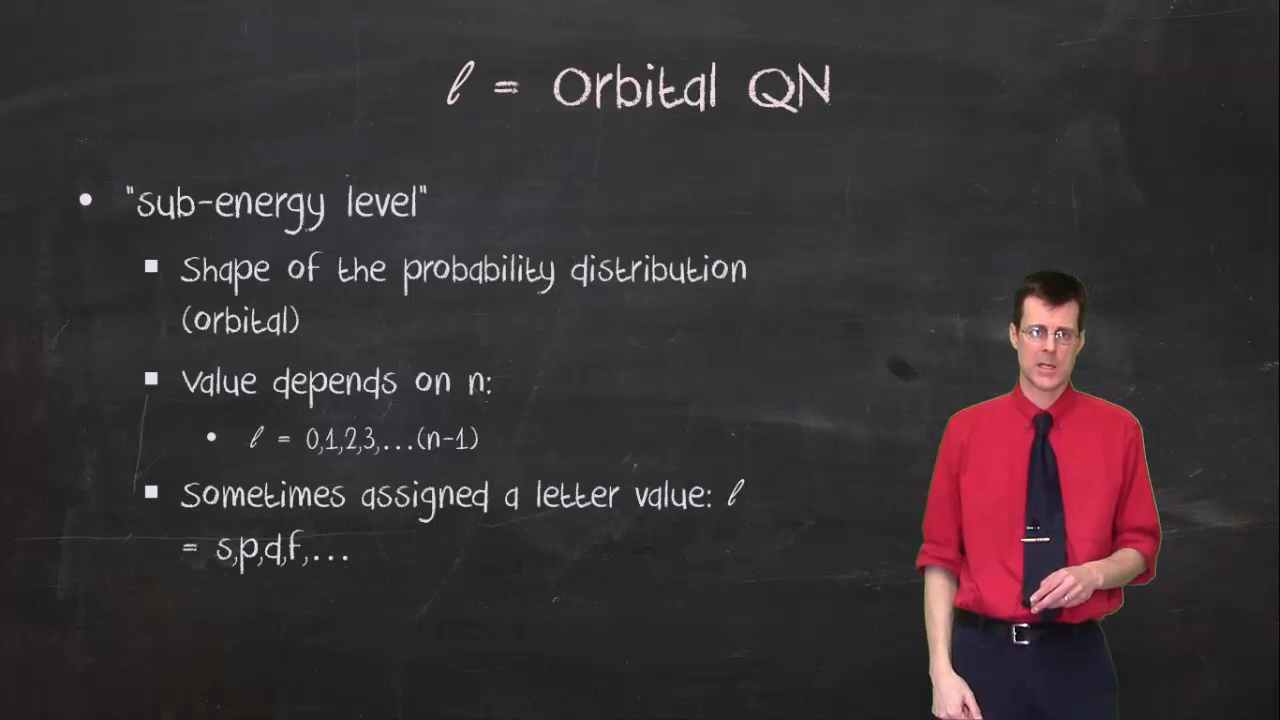 ℓ = Orbital QN
• "sub-energy level"
▪ Shape of the probability distribution
(orbital)
▪ Value depends on n:
• ℓ = 0,1,2,3,...(n-1)
▪ Sometimes assigned a letter value: ℓ
= s,p,d,f,...